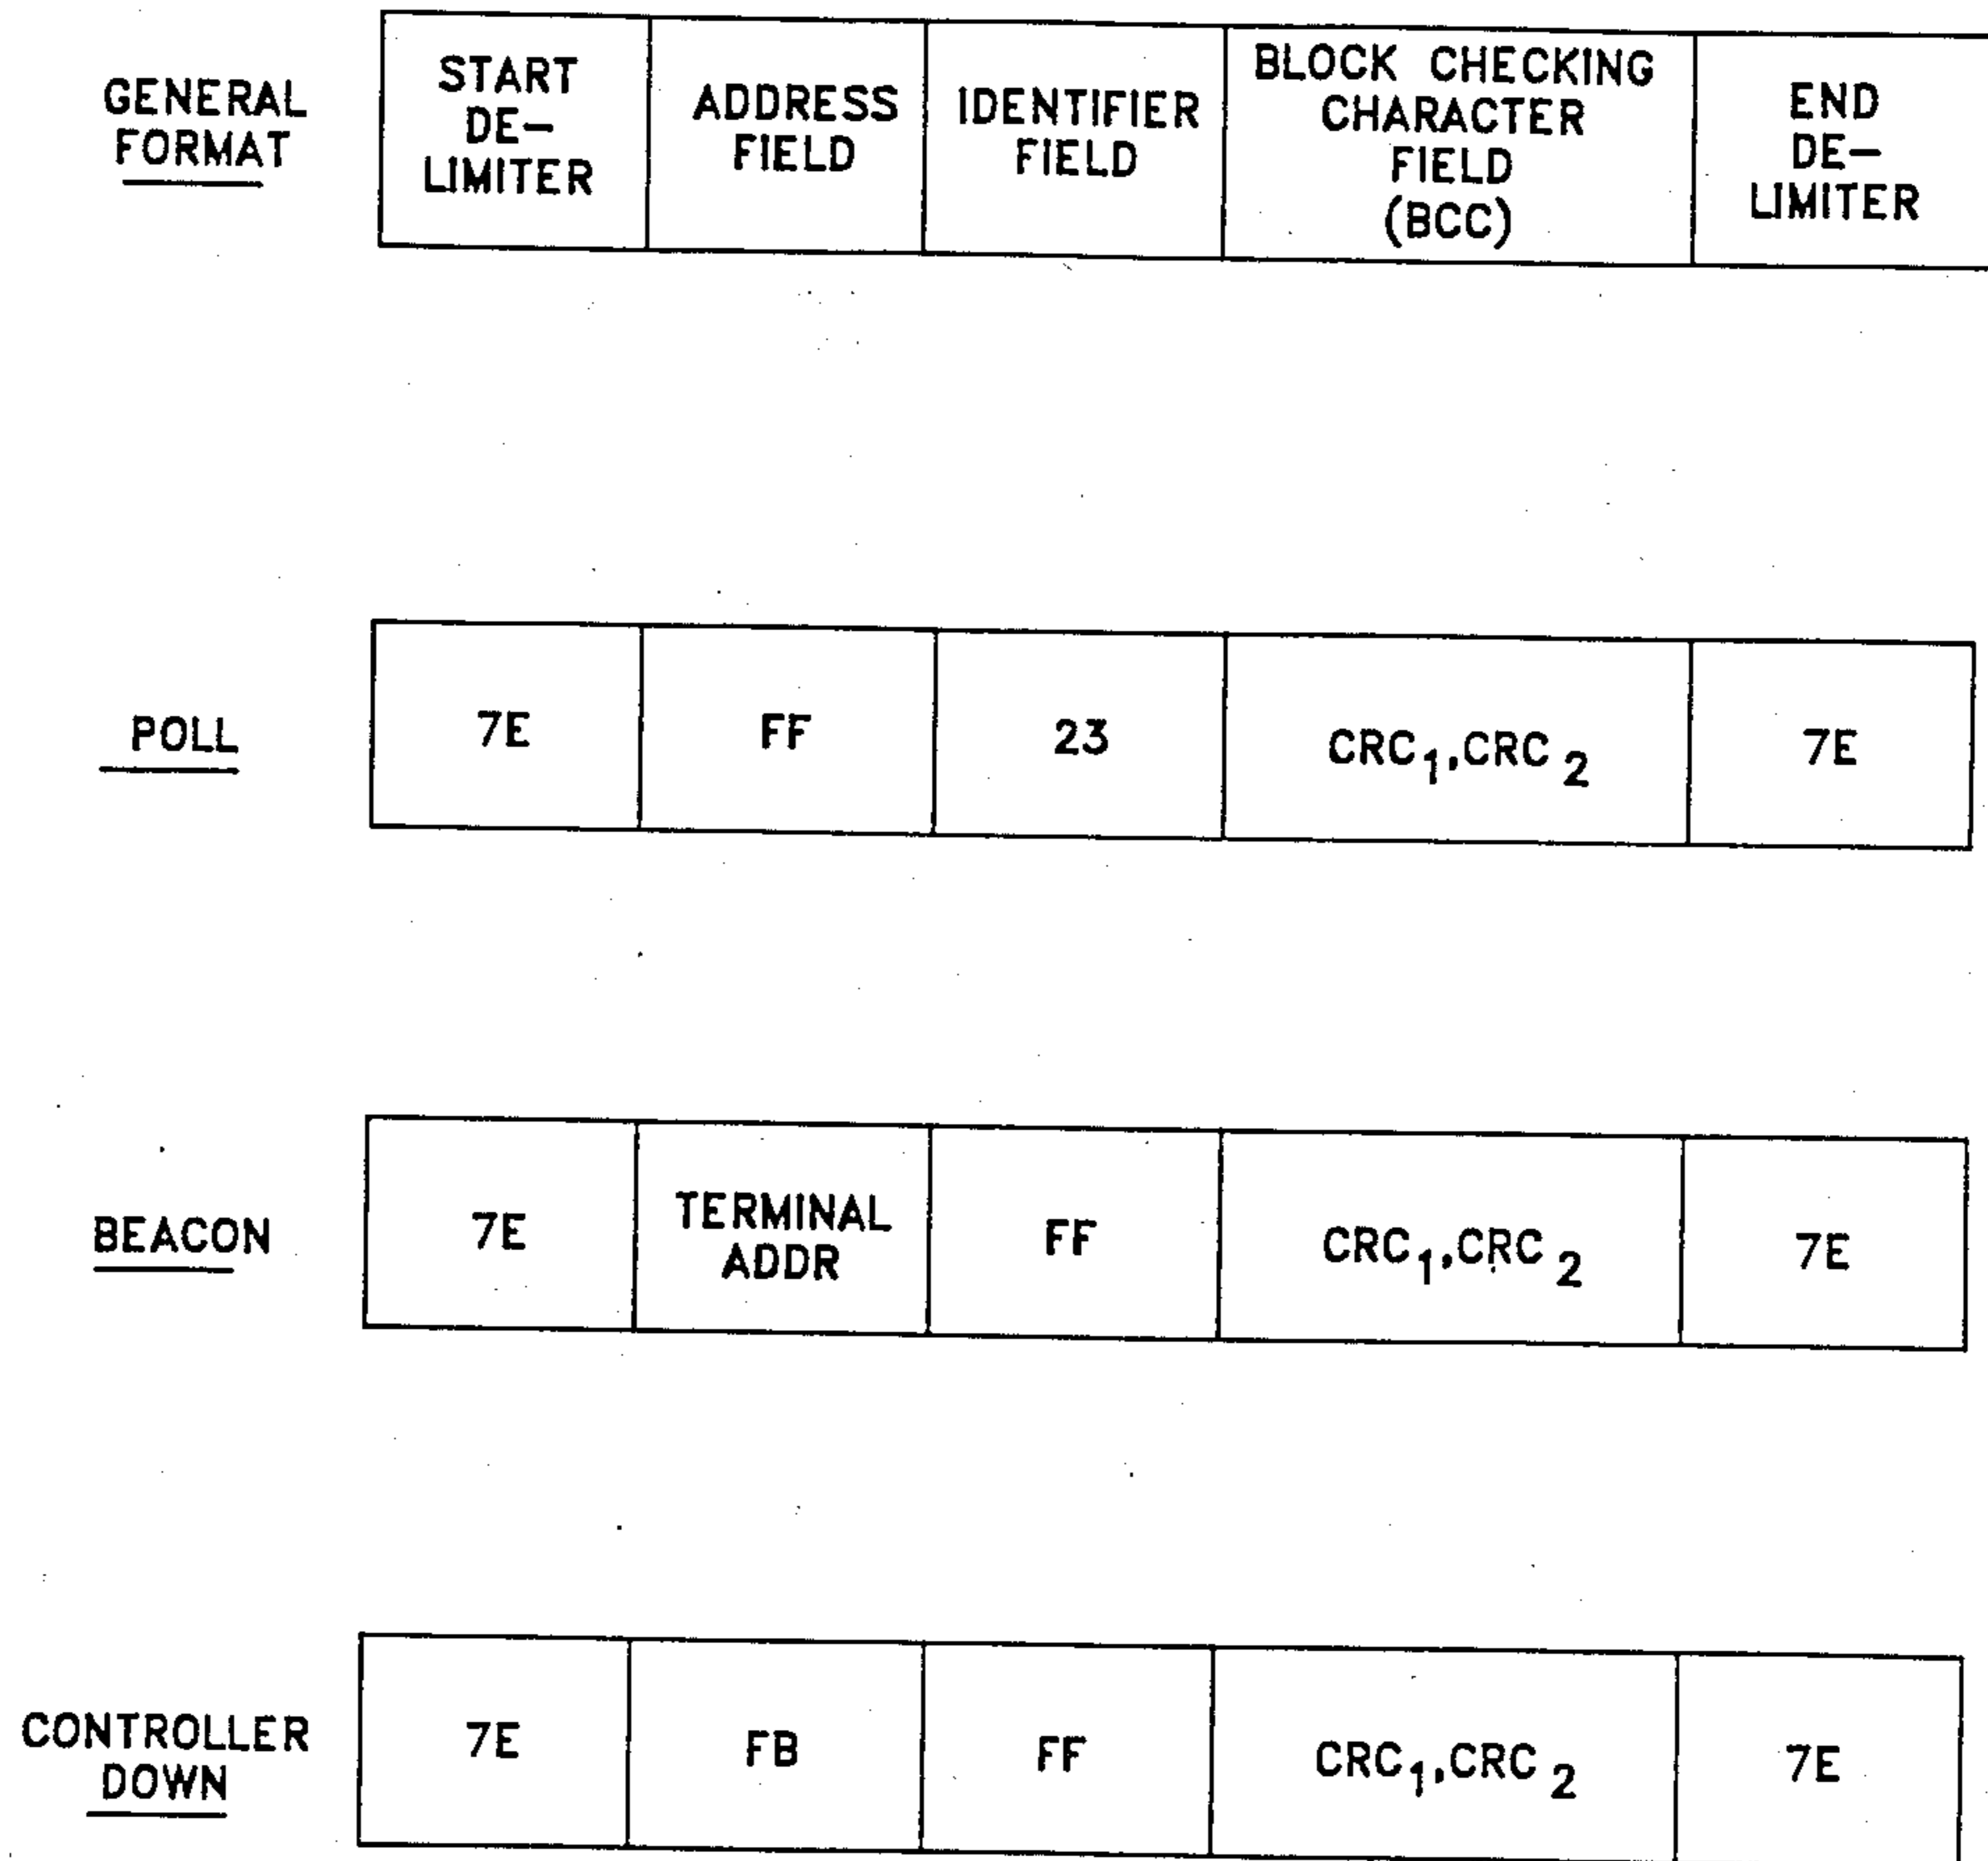 GENERAL
FORMAT
START
DE-
LIMITER
ADDRESS
FIELD
IDENTIFIER
FIELD
BLOCK CHECKING
CHARACTER
FIELD
(BCC)
END
DE-
LIMITER
POLL
7E
FF
23
CRC₁,CRC₂
7E
BEACON
7E
TERMINAL
ADDR
FF
CRC₁,CRC₂
7E
CONTROLLER
DOWN
7E
FB
FF
CRC₁,CRC₂
7E